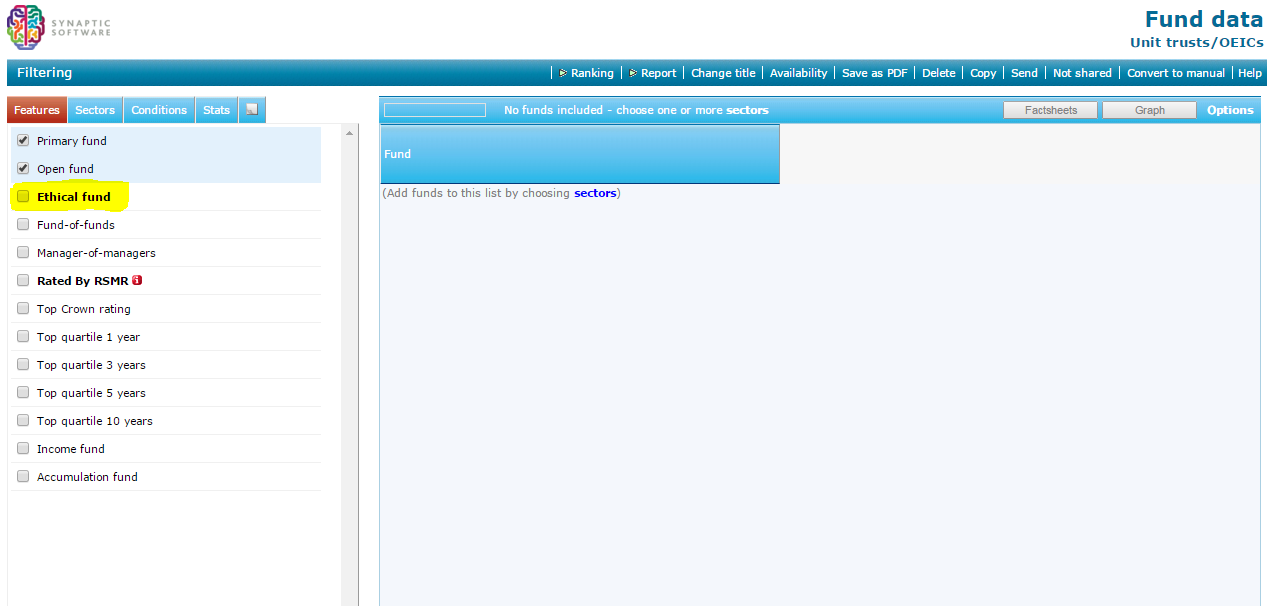 SYNAPTIC
SOFTWARE
Fund data
Unit trusts/OEICs
Filtering
Ranking
Report
Change title
Availability
Save as PDF
Delete
Copy
Send
Not shared
Convert to manual
Help
Features
Sectors
Conditions
Stats
No funds included - choose one or more sectors
Factsheets
Graph
Options
Primary fund
Open fund
Ethical fund
Fund-of-funds
Manager-of-managers
Rated By RSMR
Top Crown rating
Top quartile 1 year
Top quartile 3 years
Top quartile 5 years
Top quartile 10 years
Income fund
Accumulation fund
Fund
(Add funds to this list by choosing sectors)